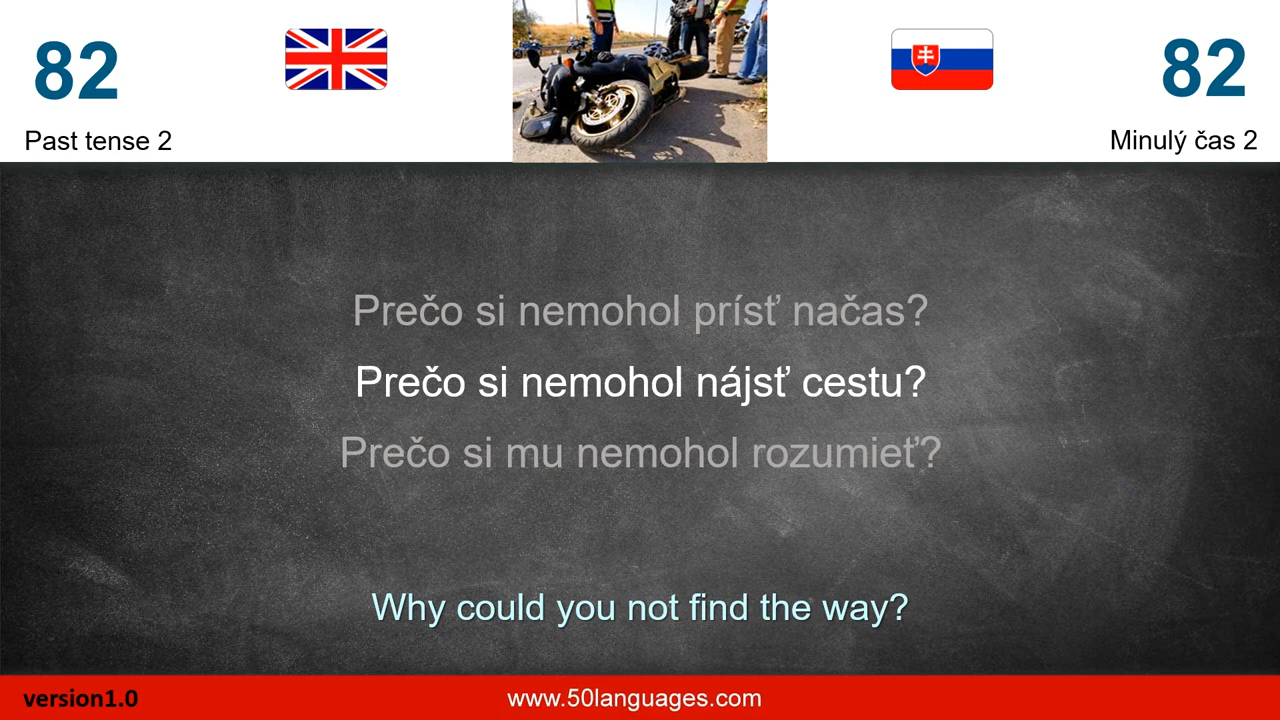 82
82
Past tense 2
Minulý čas 2
Prečo si nemohol prísť načas?
Prečo si nemohol nájsť cestu?
Prečo si mu nemohol rozumieť?
Why could you not find the way?
version1.0
www.50languages.com